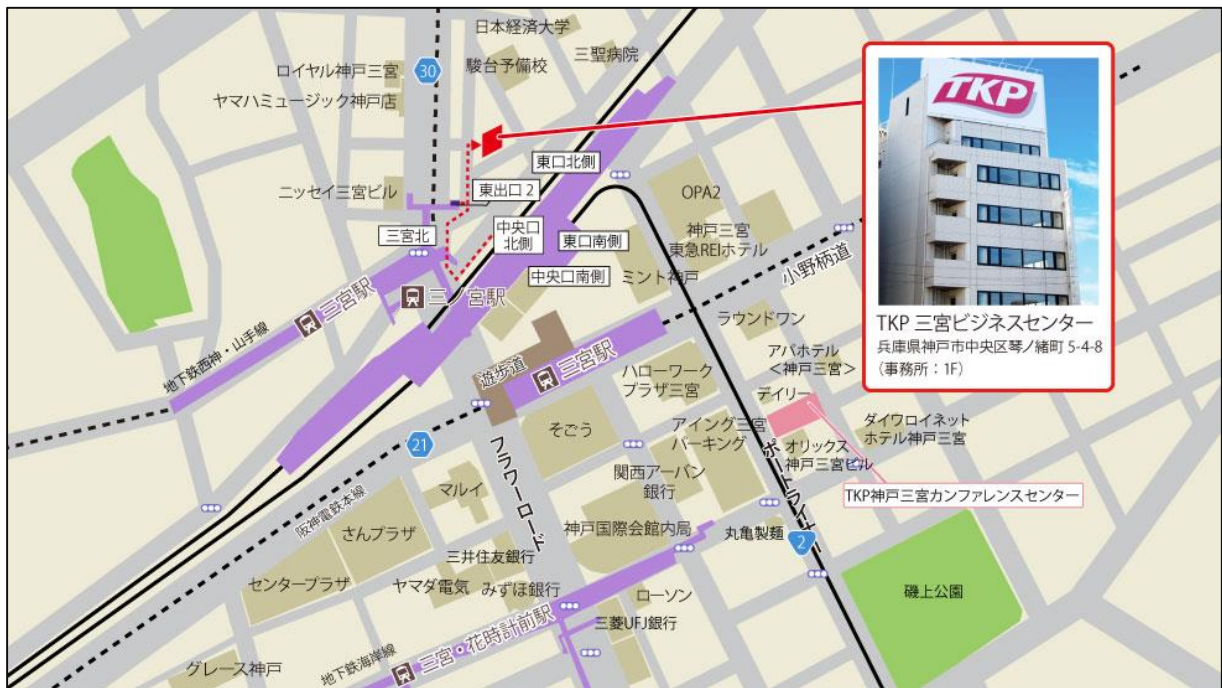 日本経済大学
三聖病院
駿台予備校
ロイヤル神戸三宮
30
ヤマハミュージック神戸店
TKP
東口北側
東出口 2
ニッセイ三宮ビル
OPA2
中央口
北側
三宮北
東口南側
神戸三宮
東急REIホテル
小野柄道
中央口南側
ミント神戸
三ノ宮駅
三宮駅
地下鉄西神・山手線
TKP 三宮ビジネスセンター
兵庫県神戸市中央区琴ノ緒町 5-4-8
(事務所:1F)
ラウンドワン
アパホテル
<神戸三宮>
遊歩道
三宮駅
ハローワーク
プラザ三宮
デイリー
そごう
アイング三宮
パーキング
ダイワロイネット
ホテル神戸三宮
21
フラワーロード
ポートライナー
オリックス
神戸三宮ビル
関西アーバン
銀行
マルイ
TKP神戸三宮カンファレンスセンター
阪神電鉄本線
さんプラザ
神戸国際会館内局
丸亀製麺
2
三井住友銀行
センタープラザ
ヤマダ電気
みずほ銀行
ローソン
磯上公園
三菱UFJ銀行
三宮・花時計前駅
地下鉄海岸線
グレース神戸